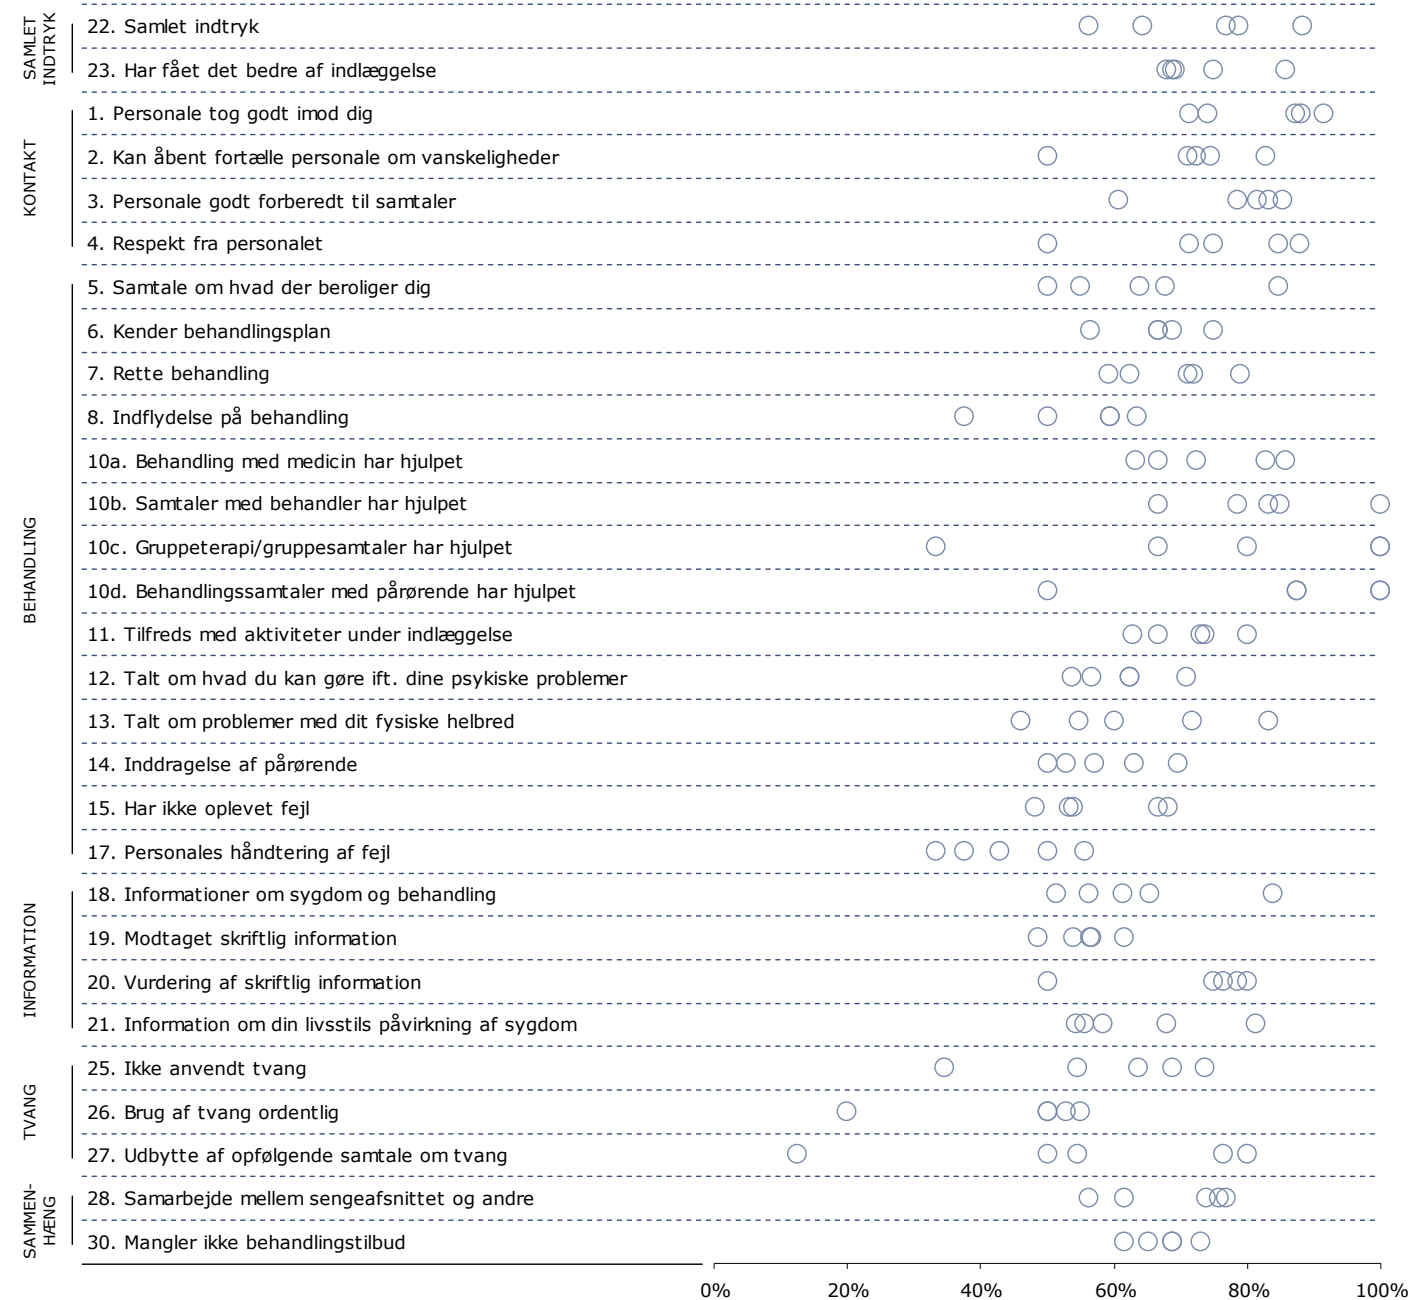 SAMLET
INDTRYK
22. Samlet indtryk
23. Har fået det bedre af indlæggelse
KONTAKT
1. Personale tog godt imod dig
2. Kan åbent fortælle personale om vanskeligheder
3. Personale godt forberedt til samtaler
4. Respekt fra personalet
BEHANDLING
5. Samtale om hvad der beroliger dig
6. Kender behandlingsplan
7. Rette behandling
8. Indflydelse på behandling
10a. Behandling med medicin har hjulpet
10b. Samtaler med behandler har hjulpet
10c. Gruppeterapi/gruppesamtaler har hjulpet
10d. Behandlingssamtaler med pårørende har hjulpet
11. Tilfreds med aktiviteter under indlæggelse
12. Talt om hvad du kan gøre ift. dine psykiske problemer
13. Talt om problemer med dit fysiske helbred
14. Inddragelse af pårørende
15. Har ikke oplevet fejl
17. Personales håndtering af fejl
INFORMATION
18. Informationer om sygdom og behandling
19. Modtaget skriftlig information
20. Vurdering af skriftlig information
21. Information om din livsstils påvirkning af sygdom
TVANG
25. Ikke anvendt tvang
26. Brug af tvang ordentlig
27. Udbytte af opfølgende samtale om tvang
SAMMEN-
HÆNG
28. Samarbejde mellem sengeafsnittet og andre
30. Mangler ikke behandlingstilbud
0% 20% 40% 60% 80% 100%